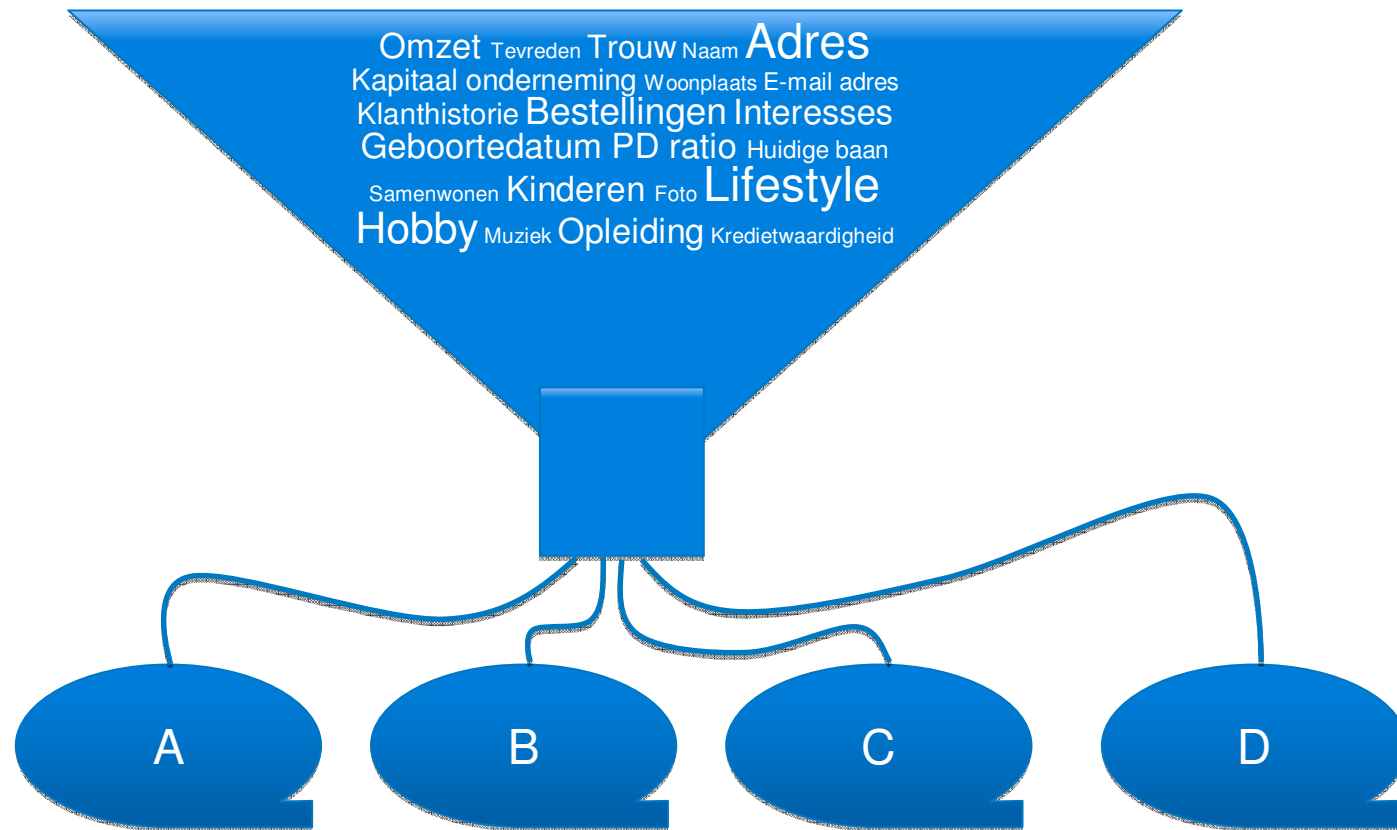 Omzet Tevreden Trouw Naam Adres
Kapitaal onderneming Woonplaats E-mail adres
Klanthistorie Bestellingen Interesses
Geboortedatum PD ratio Huidige baan
Samenwonen Kinderen Foto Lifestyle
Hobby Muziek Opleiding Kredietwaardigheid
A B C D